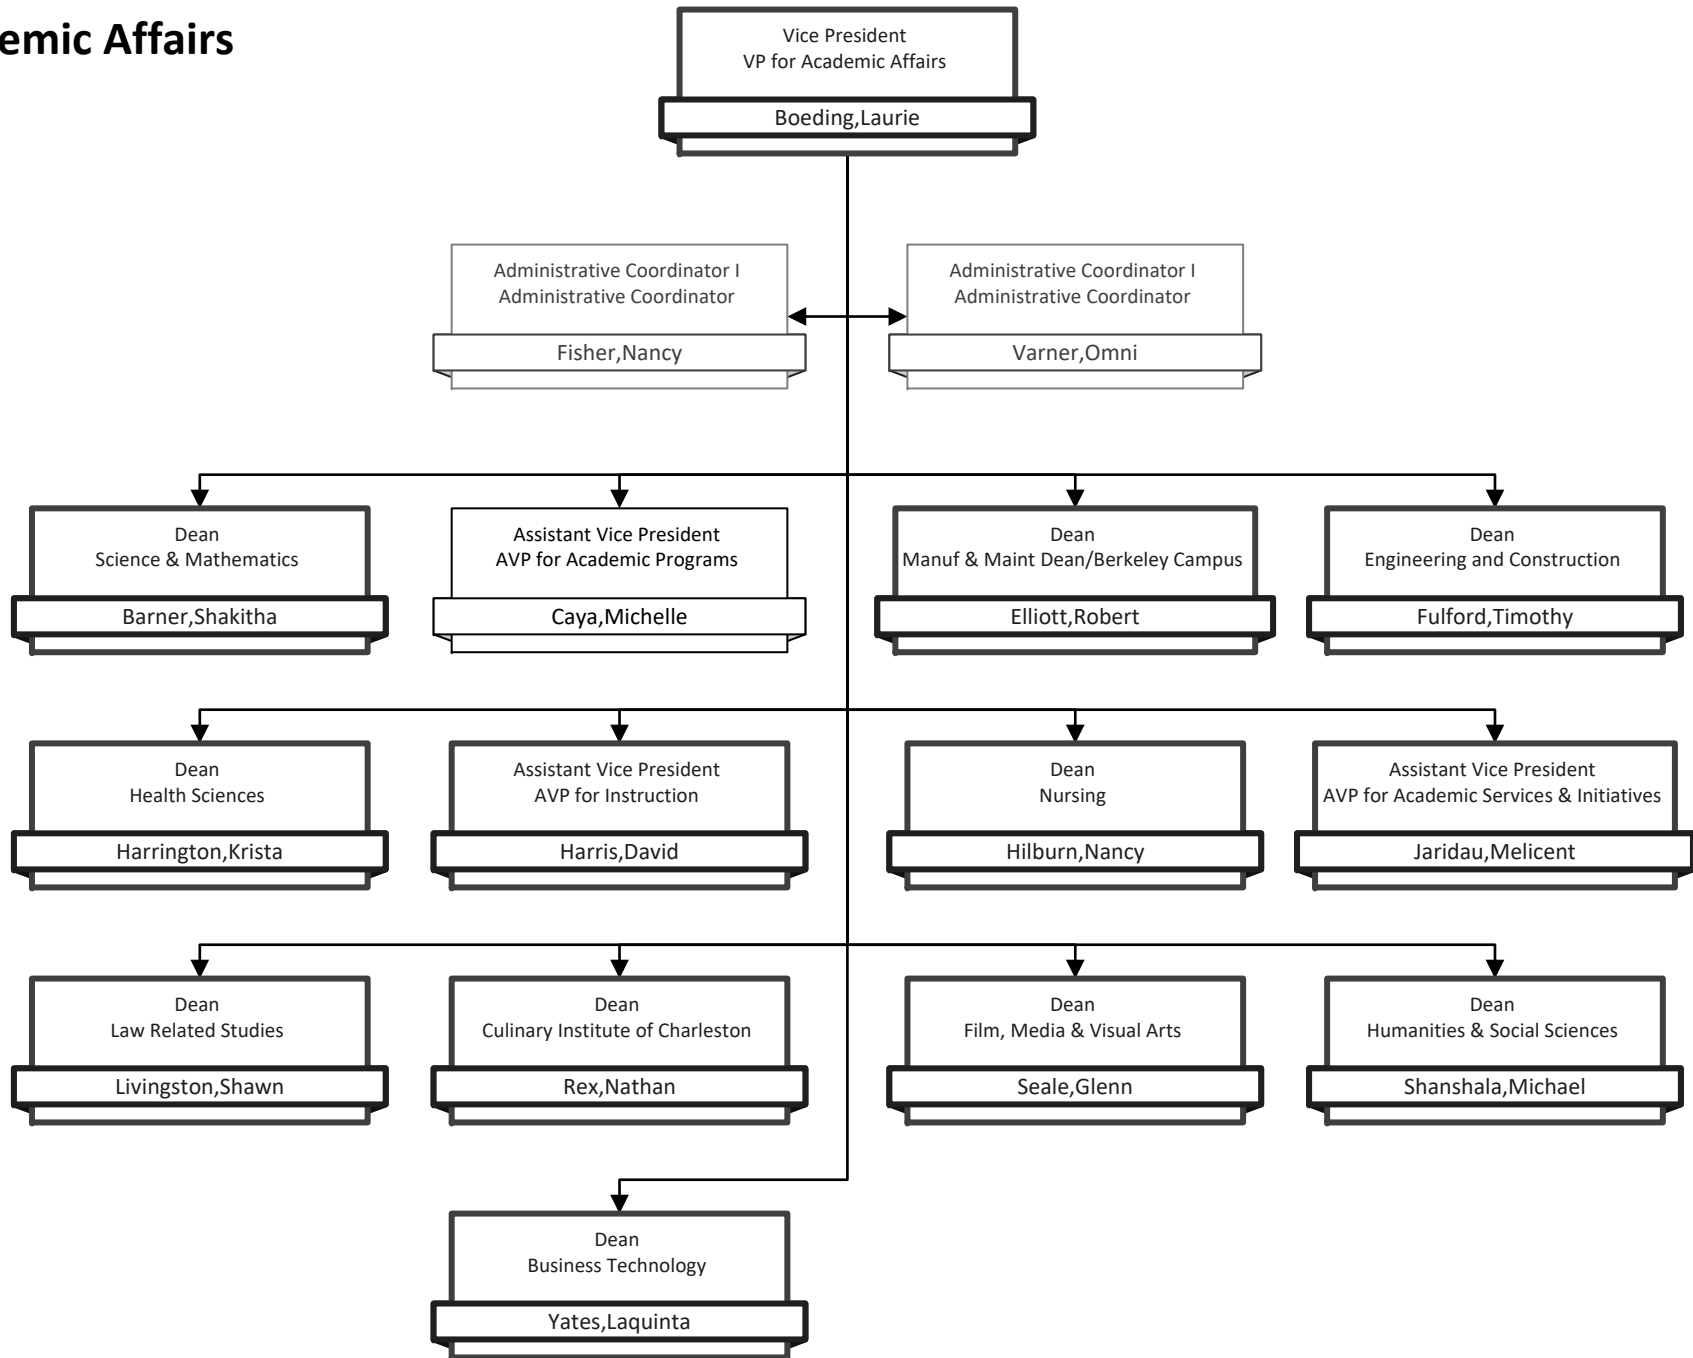 emic Affairs
Vice President
VP for Academic Affairs
Boeding,Laurie
Administrative Coordinator I
Administrative Coordinator
Fisher,Nancy
Administrative Coordinator I
Administrative Coordinator
Varner,Omni
Dean
Science & Mathematics
Barner,Shakitha
Assistant Vice President
AVP for Academic Programs
Caya,Michelle
Dean
Manuf & Maint Dean/Berkeley Campus
Elliott,Robert
Dean
Engineering and Construction
Fulford,Timothy
Dean
Health Sciences
Harrington,Krista
Assistant Vice President
AVP for Instruction
Harris,David
Dean
Nursing
Hilburn,Nancy
Assistant Vice President
AVP for Academic Services & Initiatives
Jaridau,Melicent
Dean
Law Related Studies
Livingston,Shawn
Dean
Culinary Institute of Charleston
Rex,Nathan
Dean
Film, Media & Visual Arts
Seale,Glenn
Dean
Humanities & Social Sciences
Shanshala,Michael
Dean
Business Technology
Yates,Laquinta